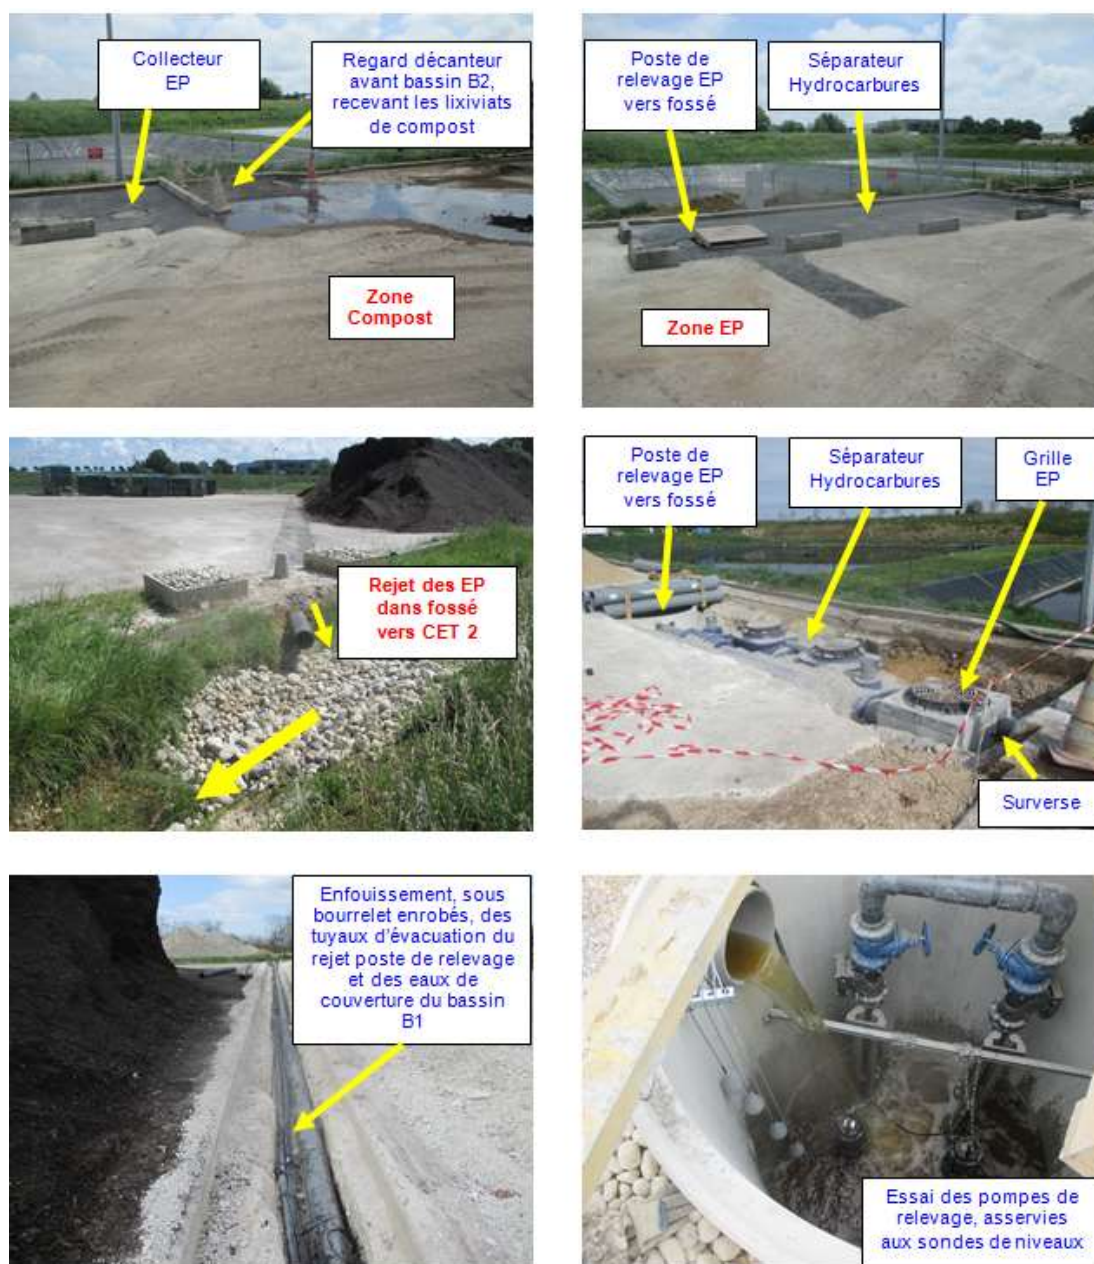 Collecteur
EP
Regard décanteur
avant bassin B2,
recevant les lixiviats
de compost
Zone
Compost
Poste de
relevage EP
vers fossé
Séparateur
Hydrocarbures
Zone EP
Rejet des EP
dans fossé
vers CET 2
Poste de
relevage EP
vers fossé
Séparateur
Hydrocarbures
Grille
EP
Surverse
Enfouissement, sous
bourrelet enrobés, des
tuyaux d'évacuation du
rejet poste de relevage
et des eaux de
couverture du bassin
B1
Essai des pompes de
relevage, asservies
aux sondes de niveaux